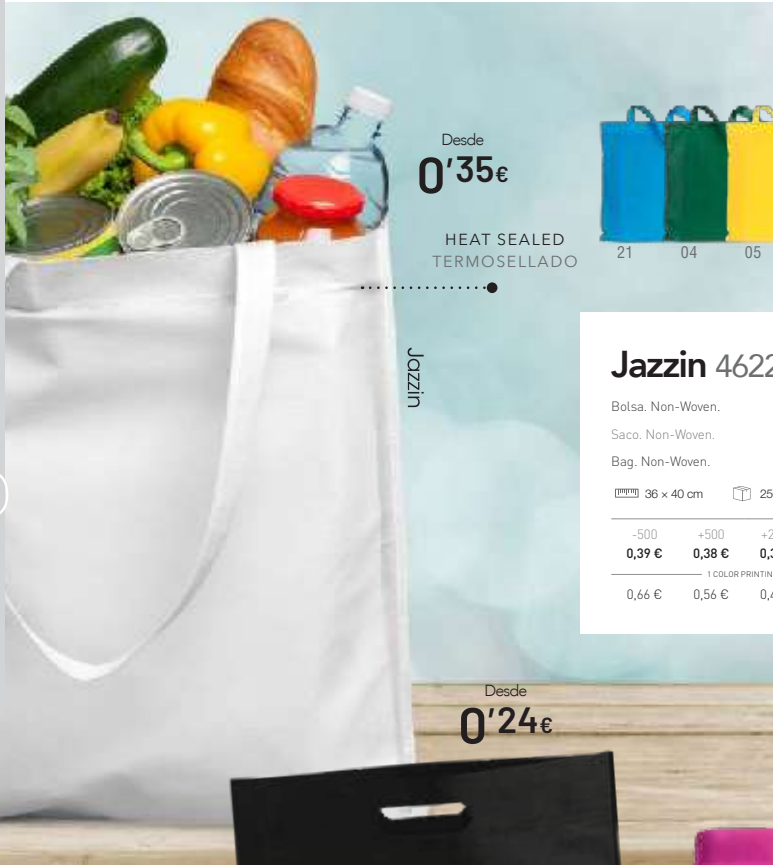 Desde
0'35€
HEAT SEALED
TERMOSELLADO
21 04 05
Jazzin
Jazzin 4622
Bolsa. Non-Woven.
Saco. Non-Woven.
Bag. Non-Woven.
36 × 40 cm 25
-500 +500
0,39 € 0,38 €
1 COLOR
0,66 € 0,56 €
Desde
0'24€